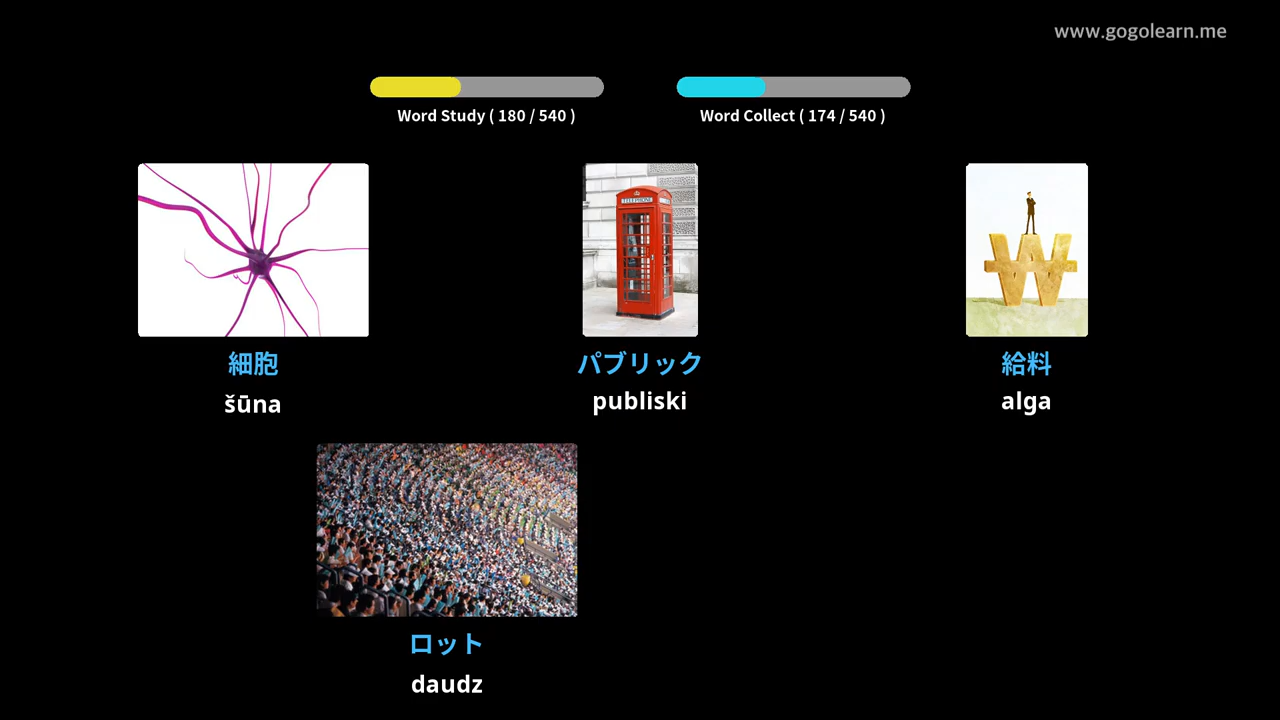 www.gogolearn.me
Word Study ( 180 / 540 )
Word Collect ( 174 / 540 )
TELEPHONE
細胞
パブリック
給料
šūna
publiski
alga
ロット
daudz